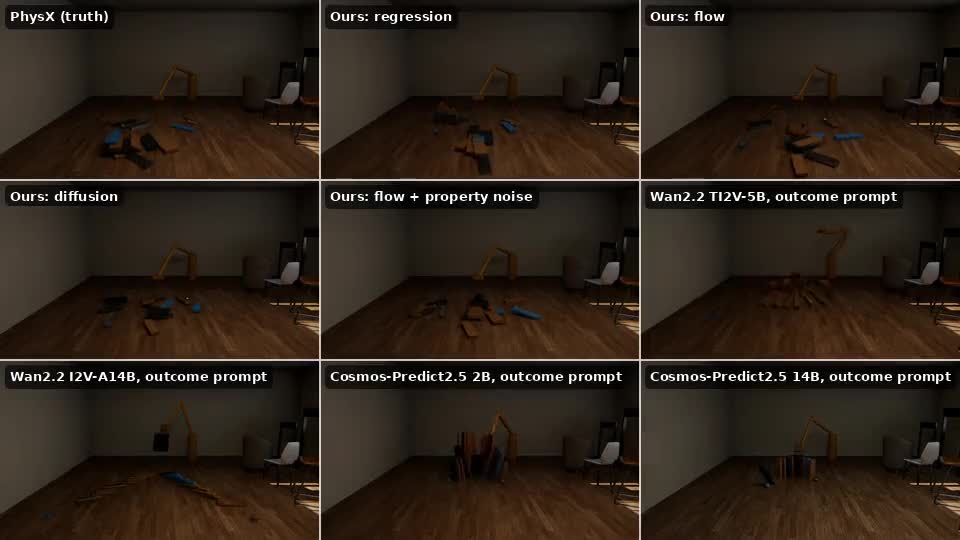 PhysX (truth)
Ours: regression
Ours: flow
Ours: diffusion
Ours: flow + property noise
Wan2.2 TI2V-5B, outcome prompt
Wan2.2 I2V-A14B, outcome prompt
Cosmos-Predict2.5 2B, outcome prompt
Cosmos-Predict2.5 14B, outcome prompt